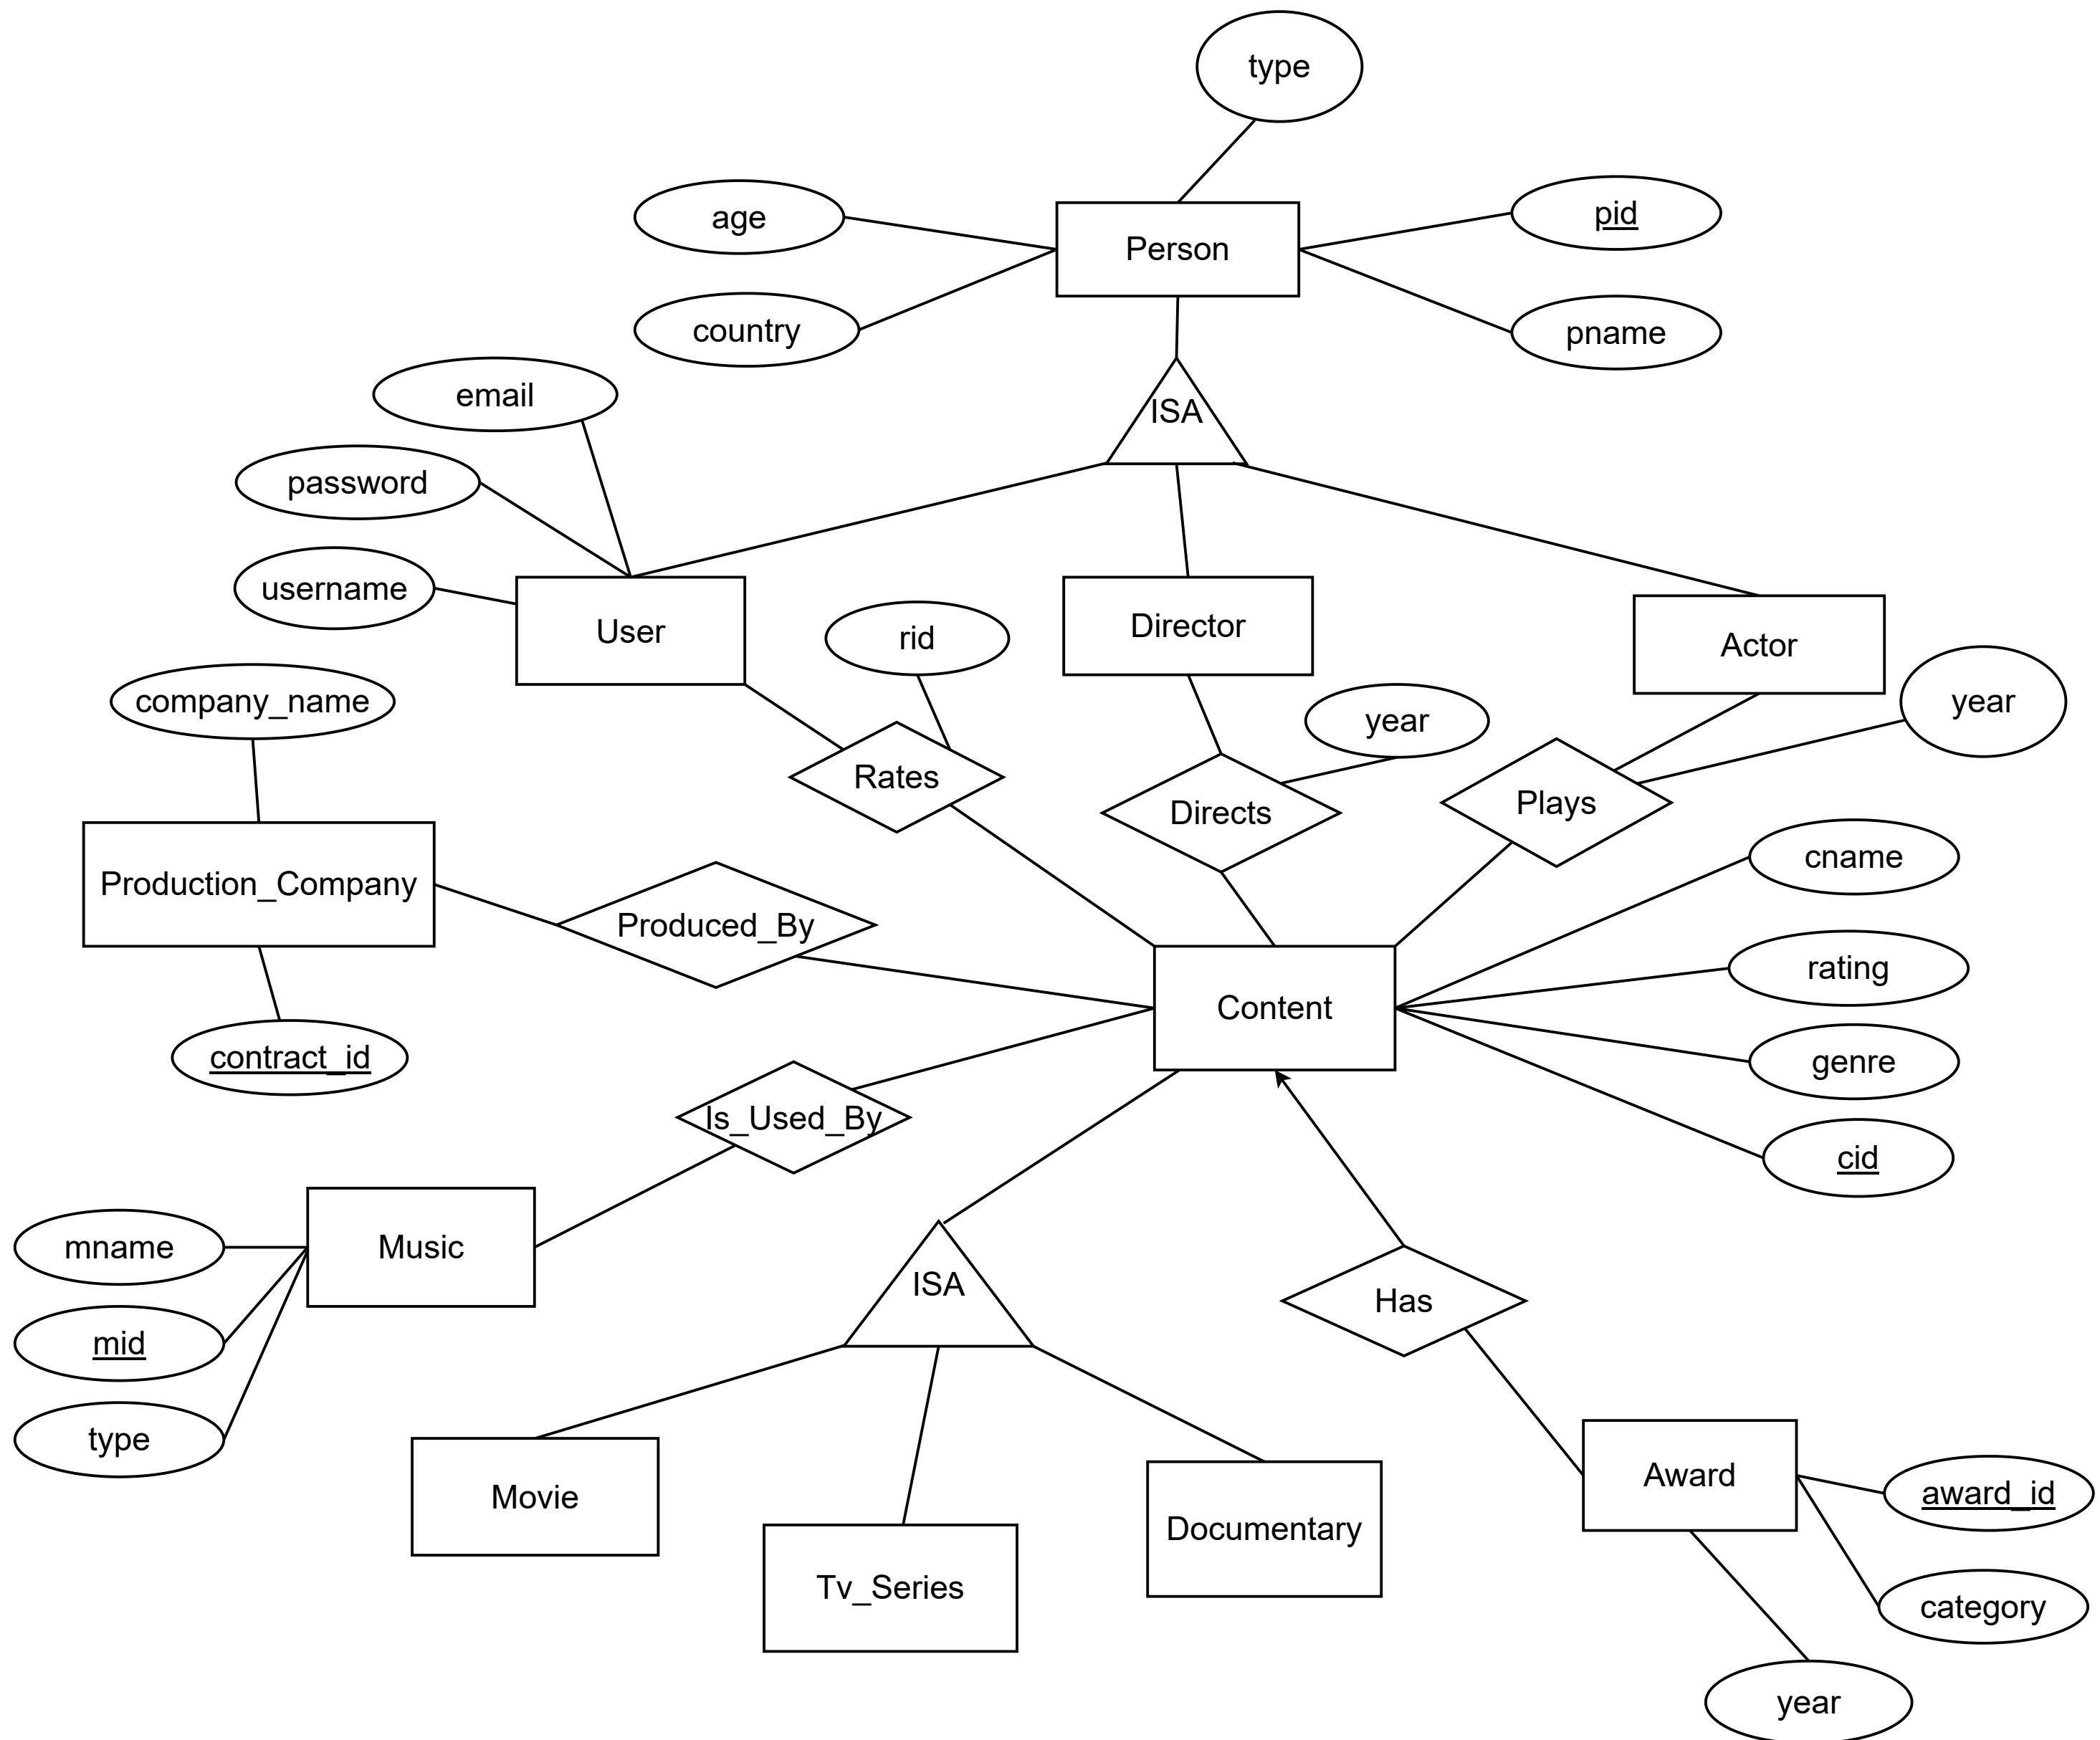 type
age
Person
pid
country
pname
email
ISA
password
username
User
rid
Director
Actor
company_name
year
year
Rates
Directs
Plays
cname
Production_Company
Produced_By
rating
Content
contract_id
genre
Is_Used_By
cid
mname
Music
ISA
Has
mid
type
Movie
Award
award_id
Documentary
Tv_Series
category
year